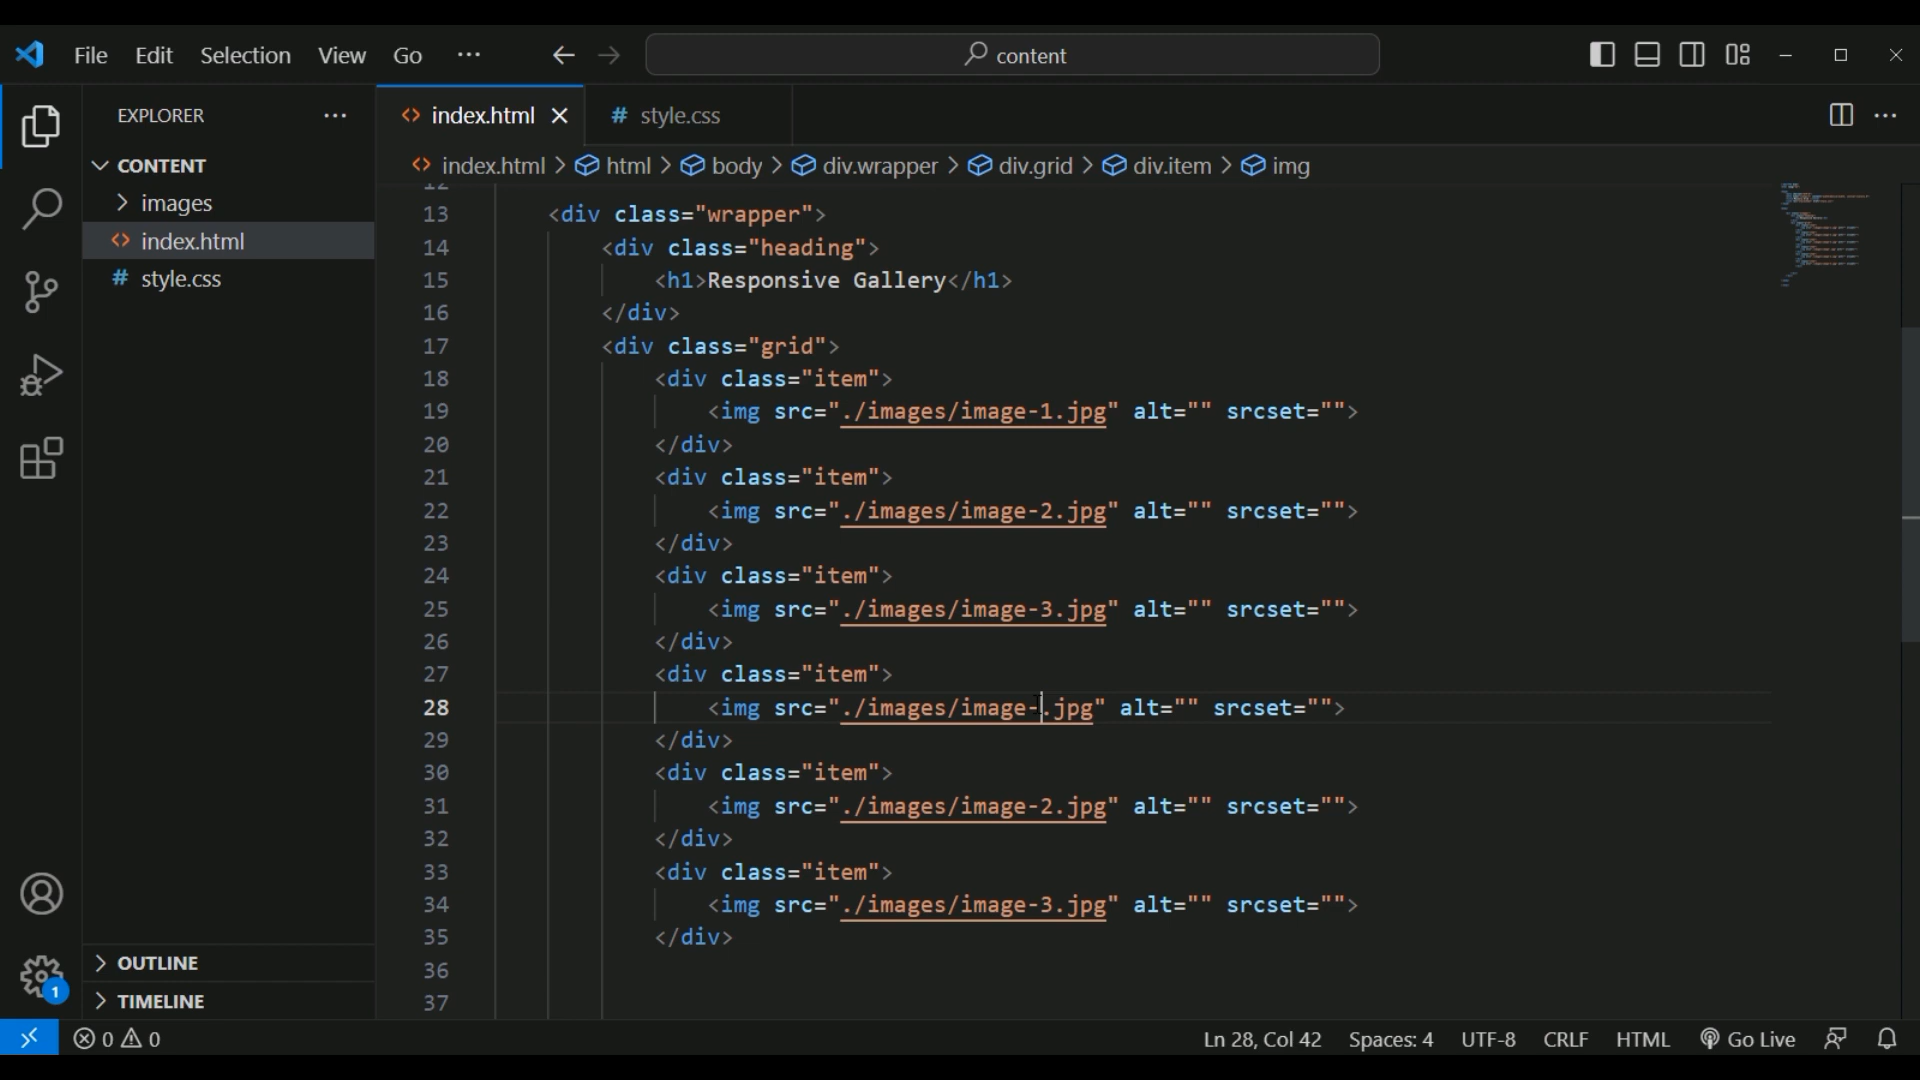 File Edit Selection View Go ··· content
EXPLORER ···
CONTENT
images
index.html
style.css
OUTLINE
TIMELINE
index.html # style.css ···
index.html > html > body > div.wrapper > div.grid > div.item > img
13 <div class="wrapper">
14 <div class="heading">
15 <h1>Responsive Gallery</h1>
16 </div>
17 <div class="grid">
18 <div class="item">
19 <img src="./images/image-1.jpg" alt="" srcset="">
20 </div>
21 <div class="item">
22 <img src="./images/image-2.jpg" alt="" srcset="">
23 </div>
24 <div class="item">
25 <img src="./images/image-3.jpg" alt="" srcset="">
26 </div>
27 <div class="item">
28 <img src="./images/image-.jpg" alt="" srcset="">
29 </div>
30 <div class="item">
31 <img src="./images/image-2.jpg" alt="" srcset="">
32 </div>
33 <div class="item">
34 <img src="./images/image-3.jpg" alt="" srcset="">
35 </div>
36
37
1
0 0 Ln 28, Col 42 Spaces: 4 UTF-8 CRLF HTML Go Live